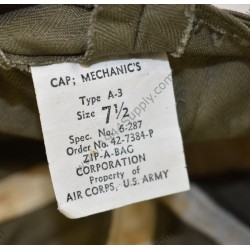 CAP; MECHANIC'S
Type A-3
Size 7½
Spec. No. 6-287
Order No. 42-7384-P
ZIP-A-BAG
CORPORATION
Property of
AIR CORPS, U.S. ARMY